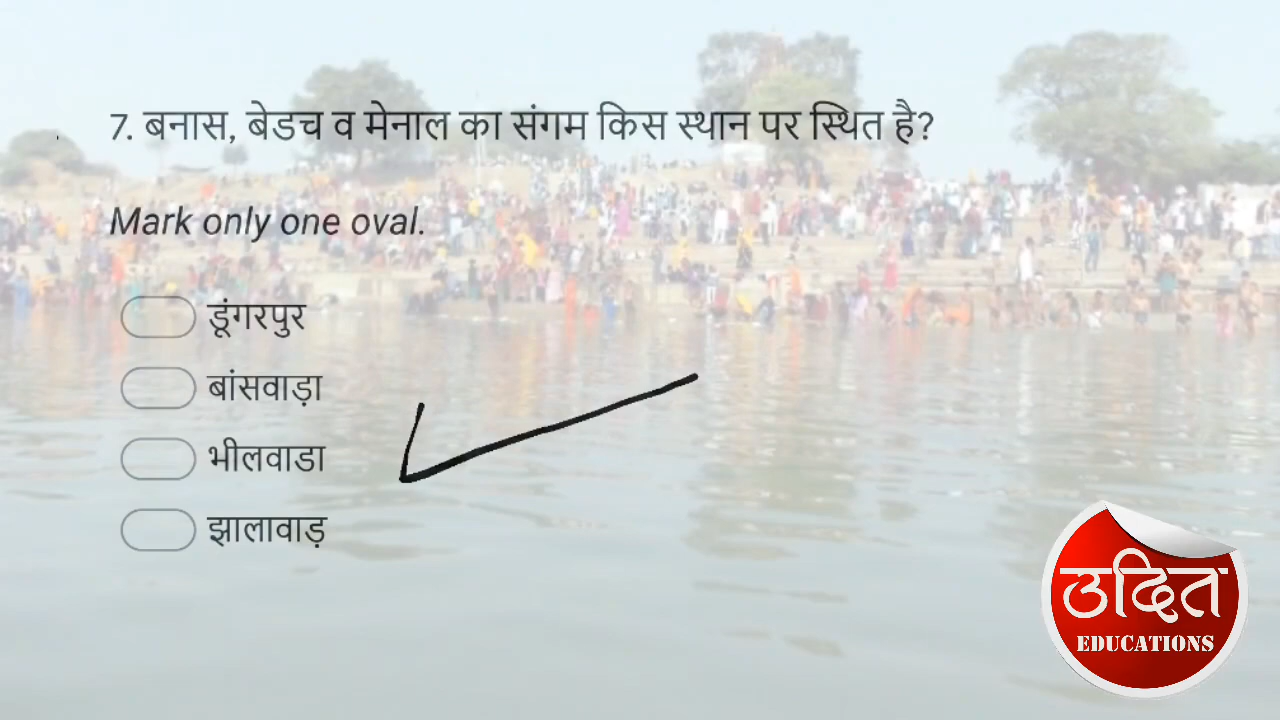 7. बनास, बेडच व मेनाल का संगम किस स्थान पर स्थित है?
Mark only one oval.
डूंगरपुर
बांसवाड़ा
भीलवाडा
झालावाड़
उदित
EDUCATIONS